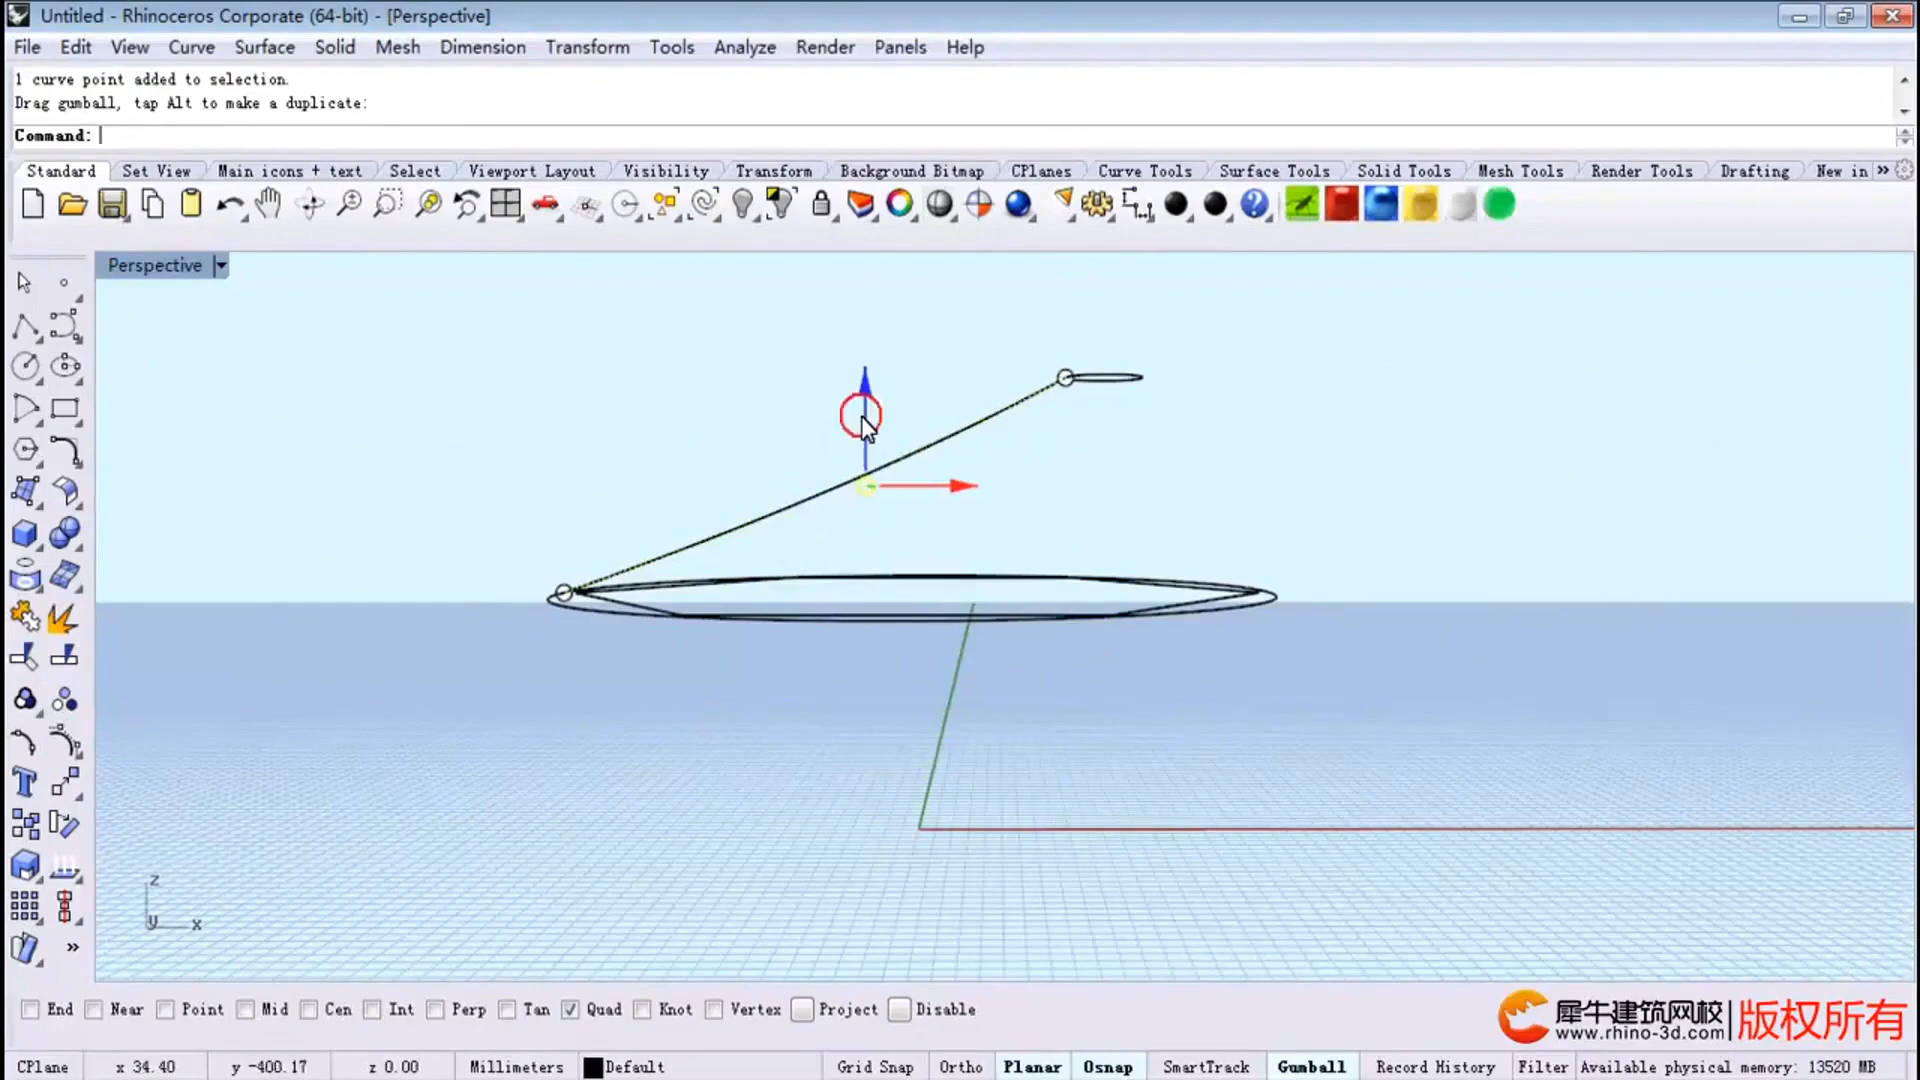 Untitled - Rhinoceros Corporate (64-bit) - [Perspective]
File Edit View Curve Surface Solid Mesh Dimension Transform Tools Analyze Render Panels Help
1 curve point added to selection.
Drag gumball, tap Alt to make a duplicate:
Command:
Standard Set View Main icons + text Select Viewport Layout Visibility Transform Background Bitmap CPlanes Curve Tools Surface Tools Solid Tools Mesh Tools Render Tools Drafting New in »
Perspective
z
y x
End Near Point Mid Cen Int Perp Tan Quad Knot Vertex Project Disable
犀牛建筑网校 版权所有
www.rhino-3d.com
CPlane x 34.40 y -400.17 z 0.00 Millimeters Default Grid Snap Ortho Planar Osnap SmartTrack Gumball Record History Filter Available physical memory: 13520 MB